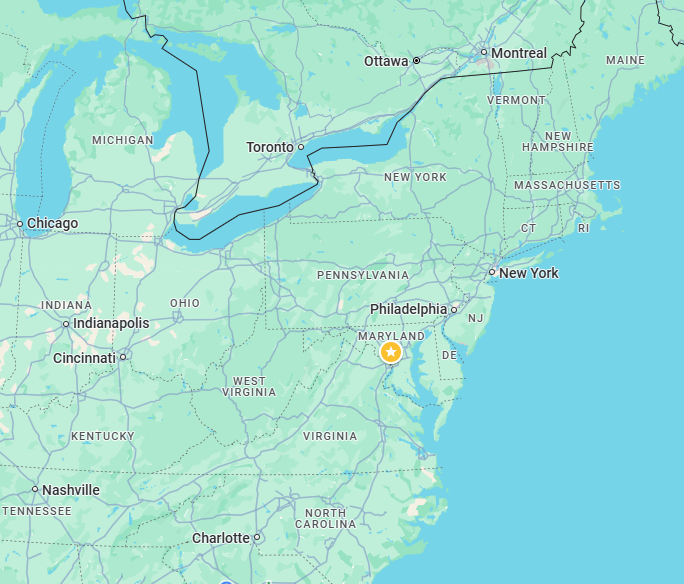 Ottawa
Montreal
MAINE
VERMONT
MICHIGAN
Toronto
NEW
HAMPSHIRE
NEW YORK
MASSACHUSETTS
Chicago
CT
RI
PENNSYLVANIA
New York
INDIANA
OHIO
Philadelphia
NJ
Indianapolis
MARYLAND
Cincinnati
DE
WEST
VIRGINIA
KENTUCKY
VIRGINIA
Nashville
TENNESSEE
NORTH
CAROLINA
Charlotte